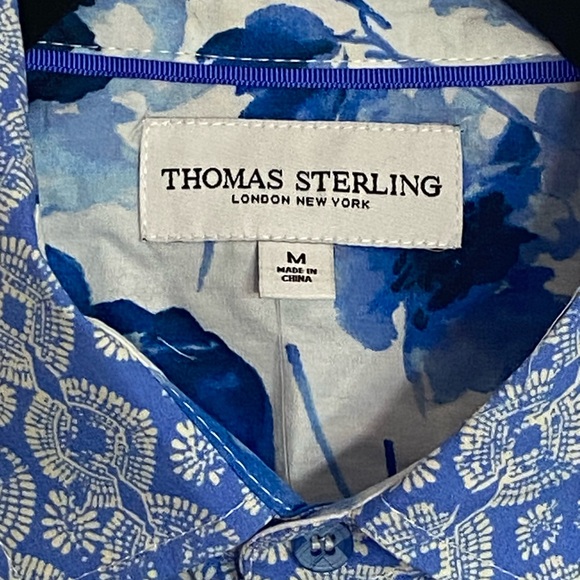 THOMAS STERLING
LONDON NEW YORK
M
MADE IN
CHINA